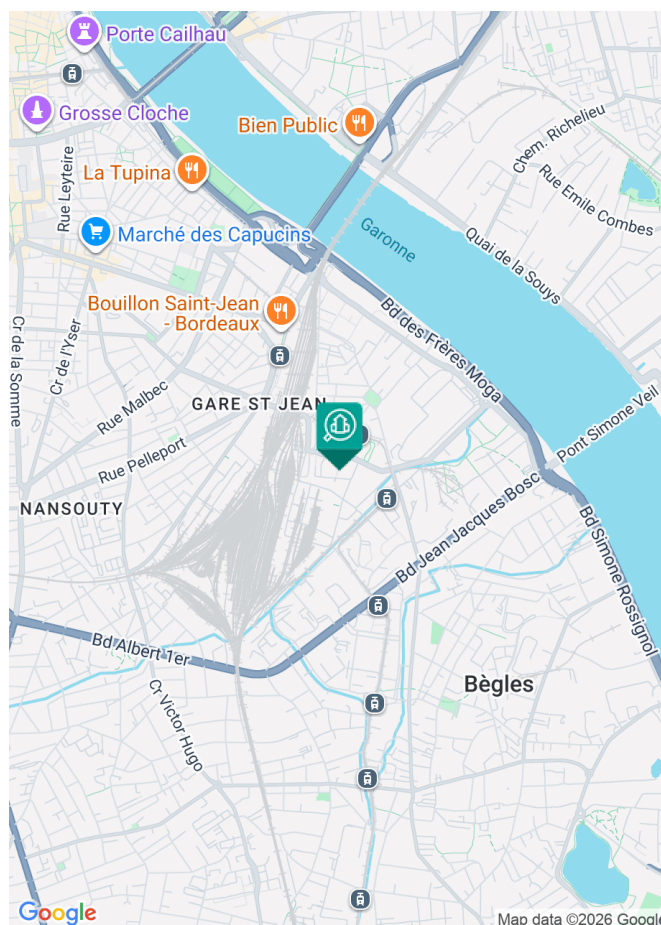 Porte Cailhau
Grosse Cloche
Bien Public
Chem. Richelieu
La Tupina
Rue Leyteire
Rue Emile Combes
Marché des Capucins
Garonne
Quai de la Souys
Bouillon Saint-Jean
- Bordeaux
Bd des Frères Moga
Cr de la Somme
Cr de l'Yser
Rue Malbec
GARE ST JEAN
Pont Simone Veil
Rue Pelleport
NANSOUTY
Bd Jean Jacques Bosc
Bd Simone Rossignol
Bd Albert 1er
Bègles
Cr Victor Hugo
Google
Map data ©2026 Google